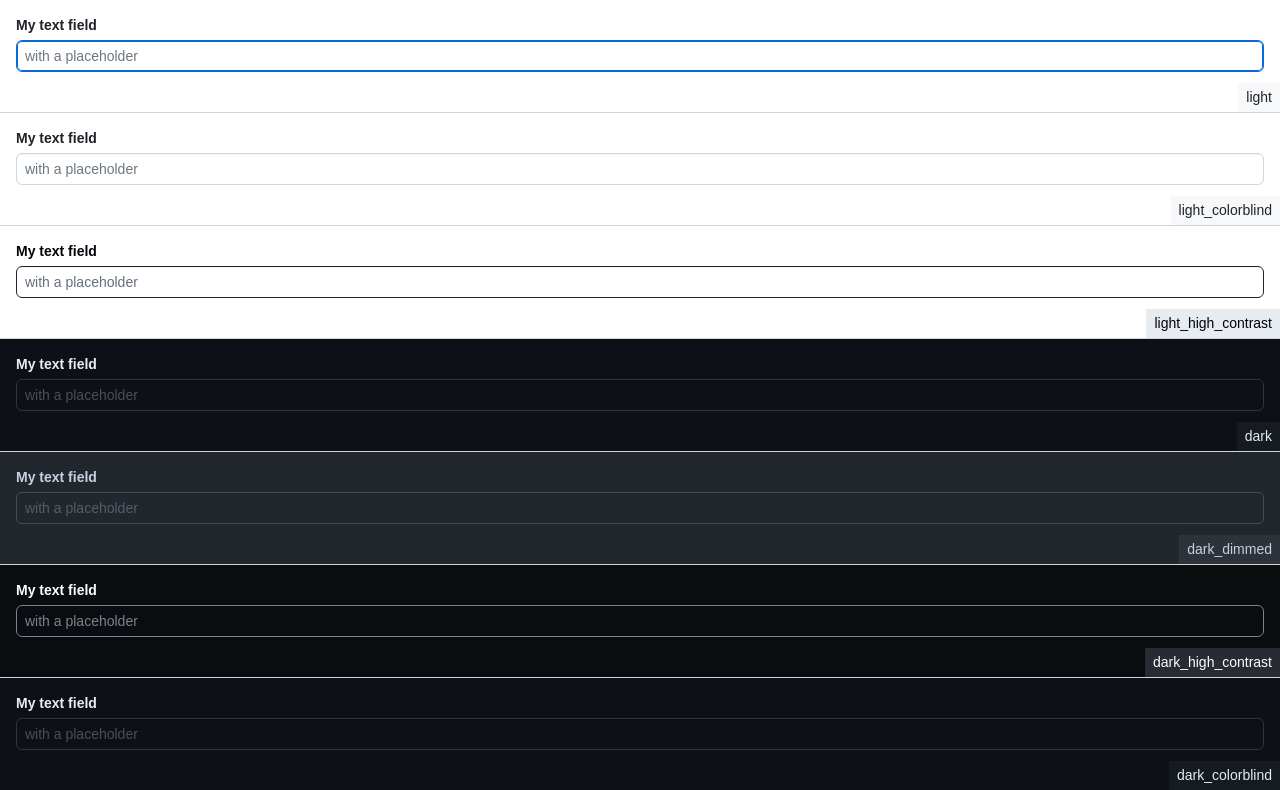 My text field
with a placeholder
light
My text field
with a placeholder
light_colorblind
My text field
with a placeholder
light_high_contrast
My text field
with a placeholder
dark
My text field
with a placeholder
dark_dimmed
My text field
with a placeholder
dark_high_contrast
My text field
with a placeholder
dark_colorblind